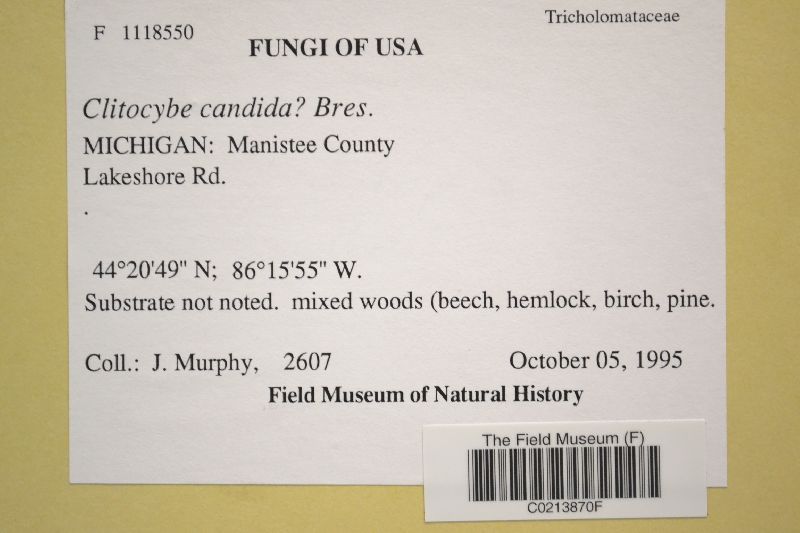 F 1118550
Tricholomataceae
FUNGI OF USA
Clitocybe candida? Bres.
MICHIGAN: Manistee County
Lakeshore Rd.
.
44°20'49" N; 86°15'55" W.
Substrate not noted. mixed woods (beech, hemlock, birch, pine.
Coll.: J. Murphy, 2607 October 05, 1995
Field Museum of Natural History
The Field Museum (F)
C0213870F